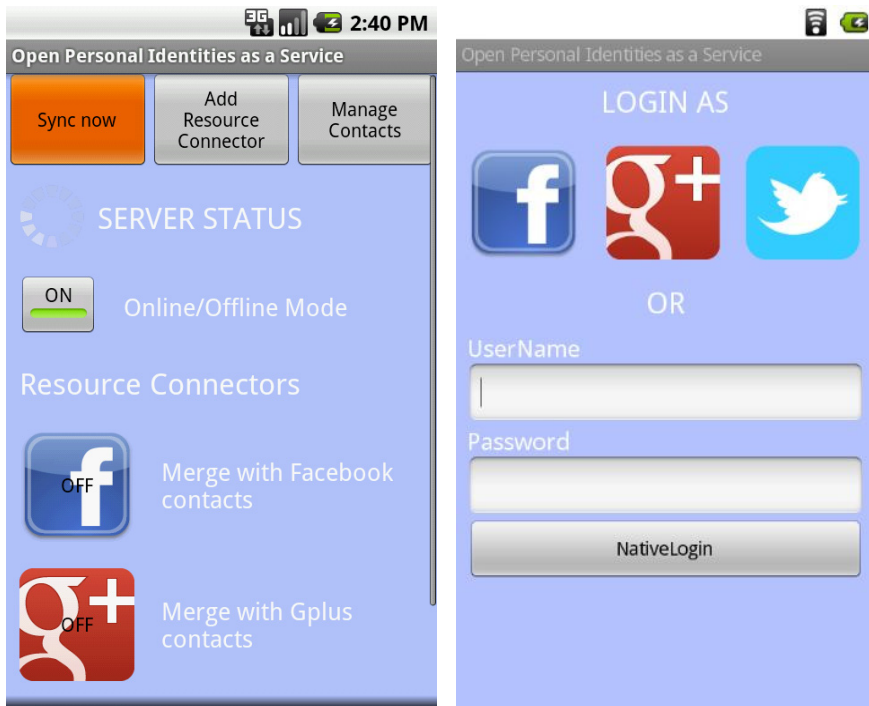 3G 2:40 PM
Open Personal Identities as a Service
Sync now
Add
Resource
Connector
Manage
Contacts
SERVER STATUS
ON
Online/Offline Mode
Resource Connectors
f
OFF
Merge with Facebook
contacts
g+
OFF
Merge with Gplus
contacts
Open Personal Identities as a Service
LOGIN AS
f
g+
OR
UserName
Password
NativeLogin